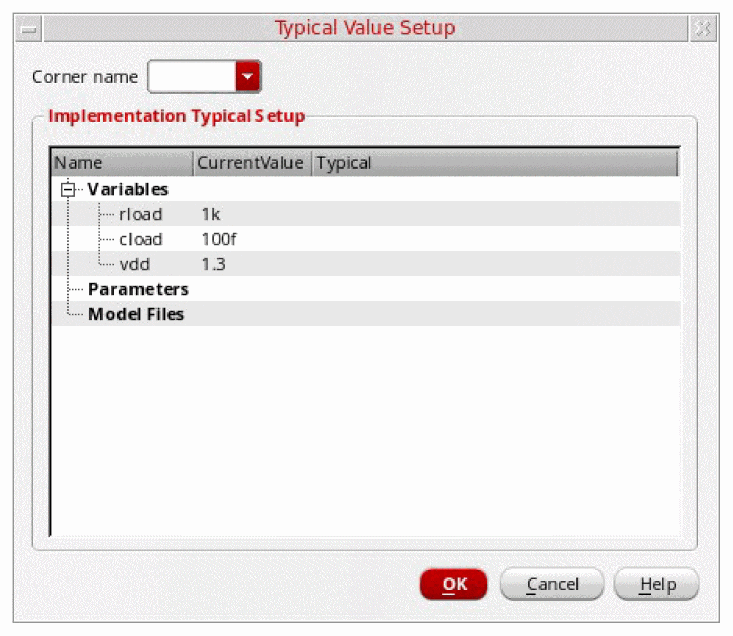 Typical Value Setup
Corner name
Implementation Typical Setup
Name CurrentValue Typical
Variables
rload 1k
cload 100f
vdd 1.3
Parameters
Model Files
OK Cancel Help